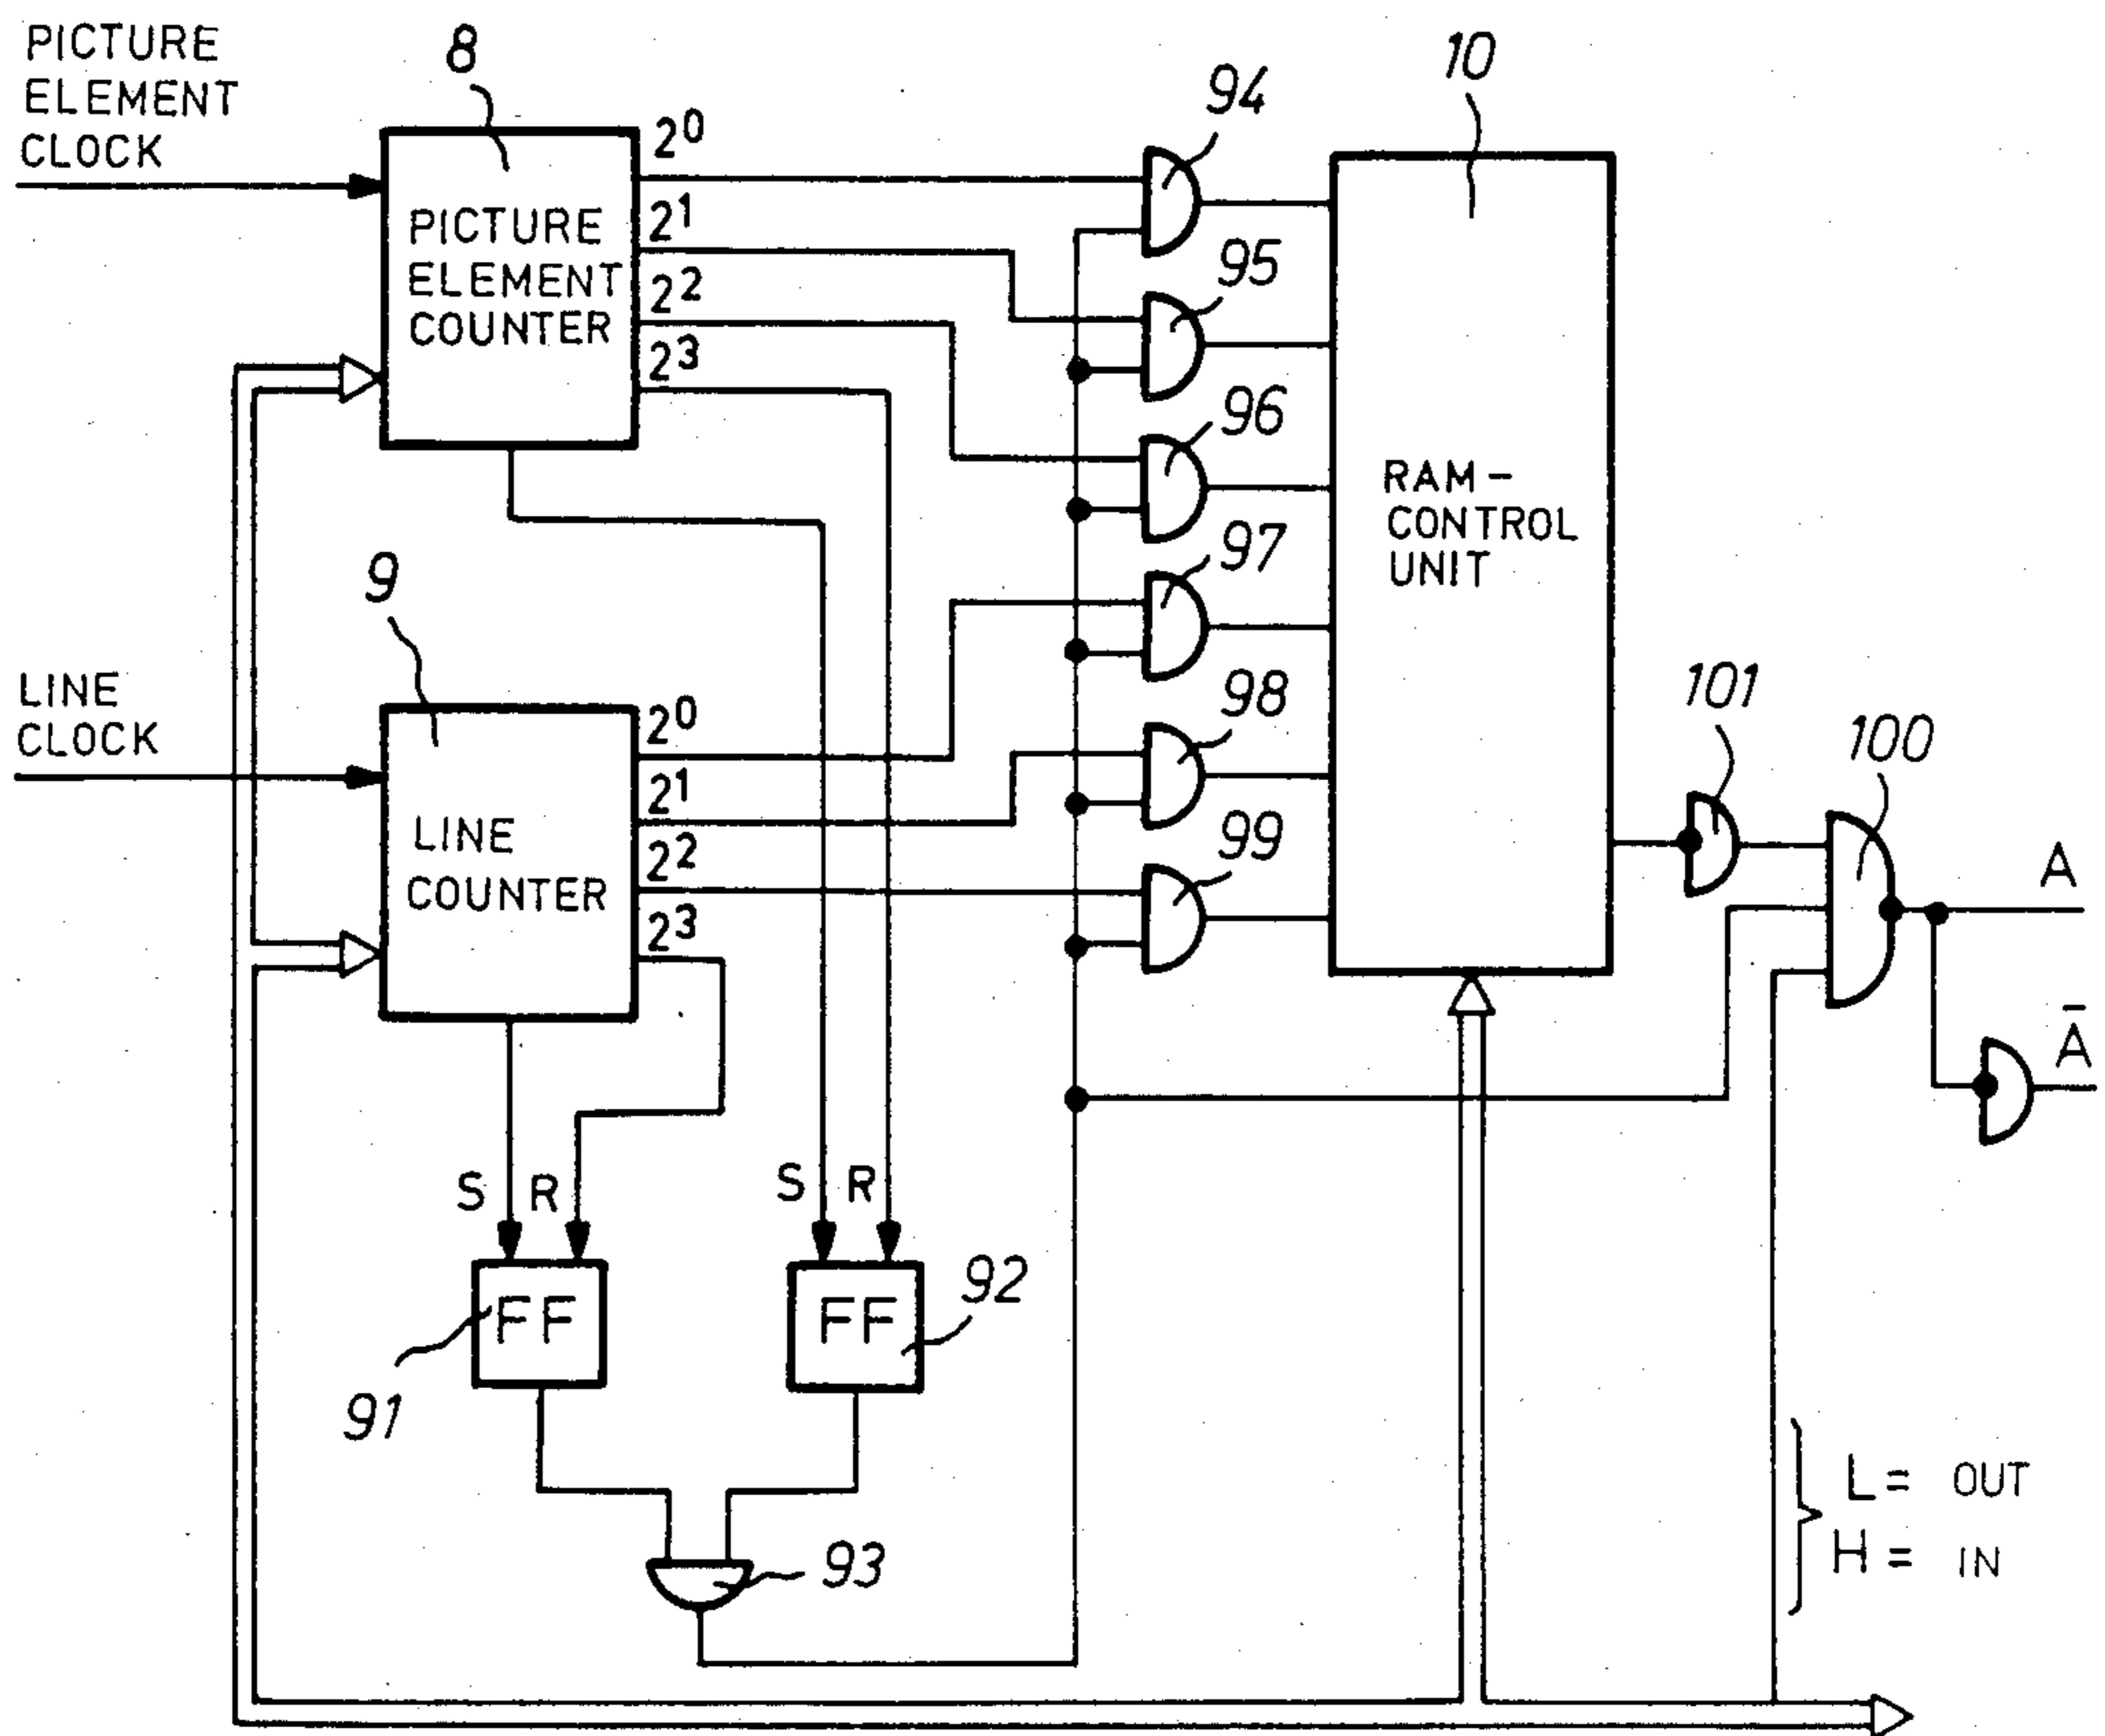 PICTURE
ELEMENT
CLOCK
8
2⁰
94
10
PICTURE
ELEMENT
COUNTER
2¹
2²
2³
95
96
RAM-
CONTROL
UNIT
97
9
LINE
CLOCK
2⁰
98
101
100
LINE
COUNTER
2¹
2²
2³
99
A
Ā
S R
S R
FF
FF
92
91
L = OUT
H = IN
93